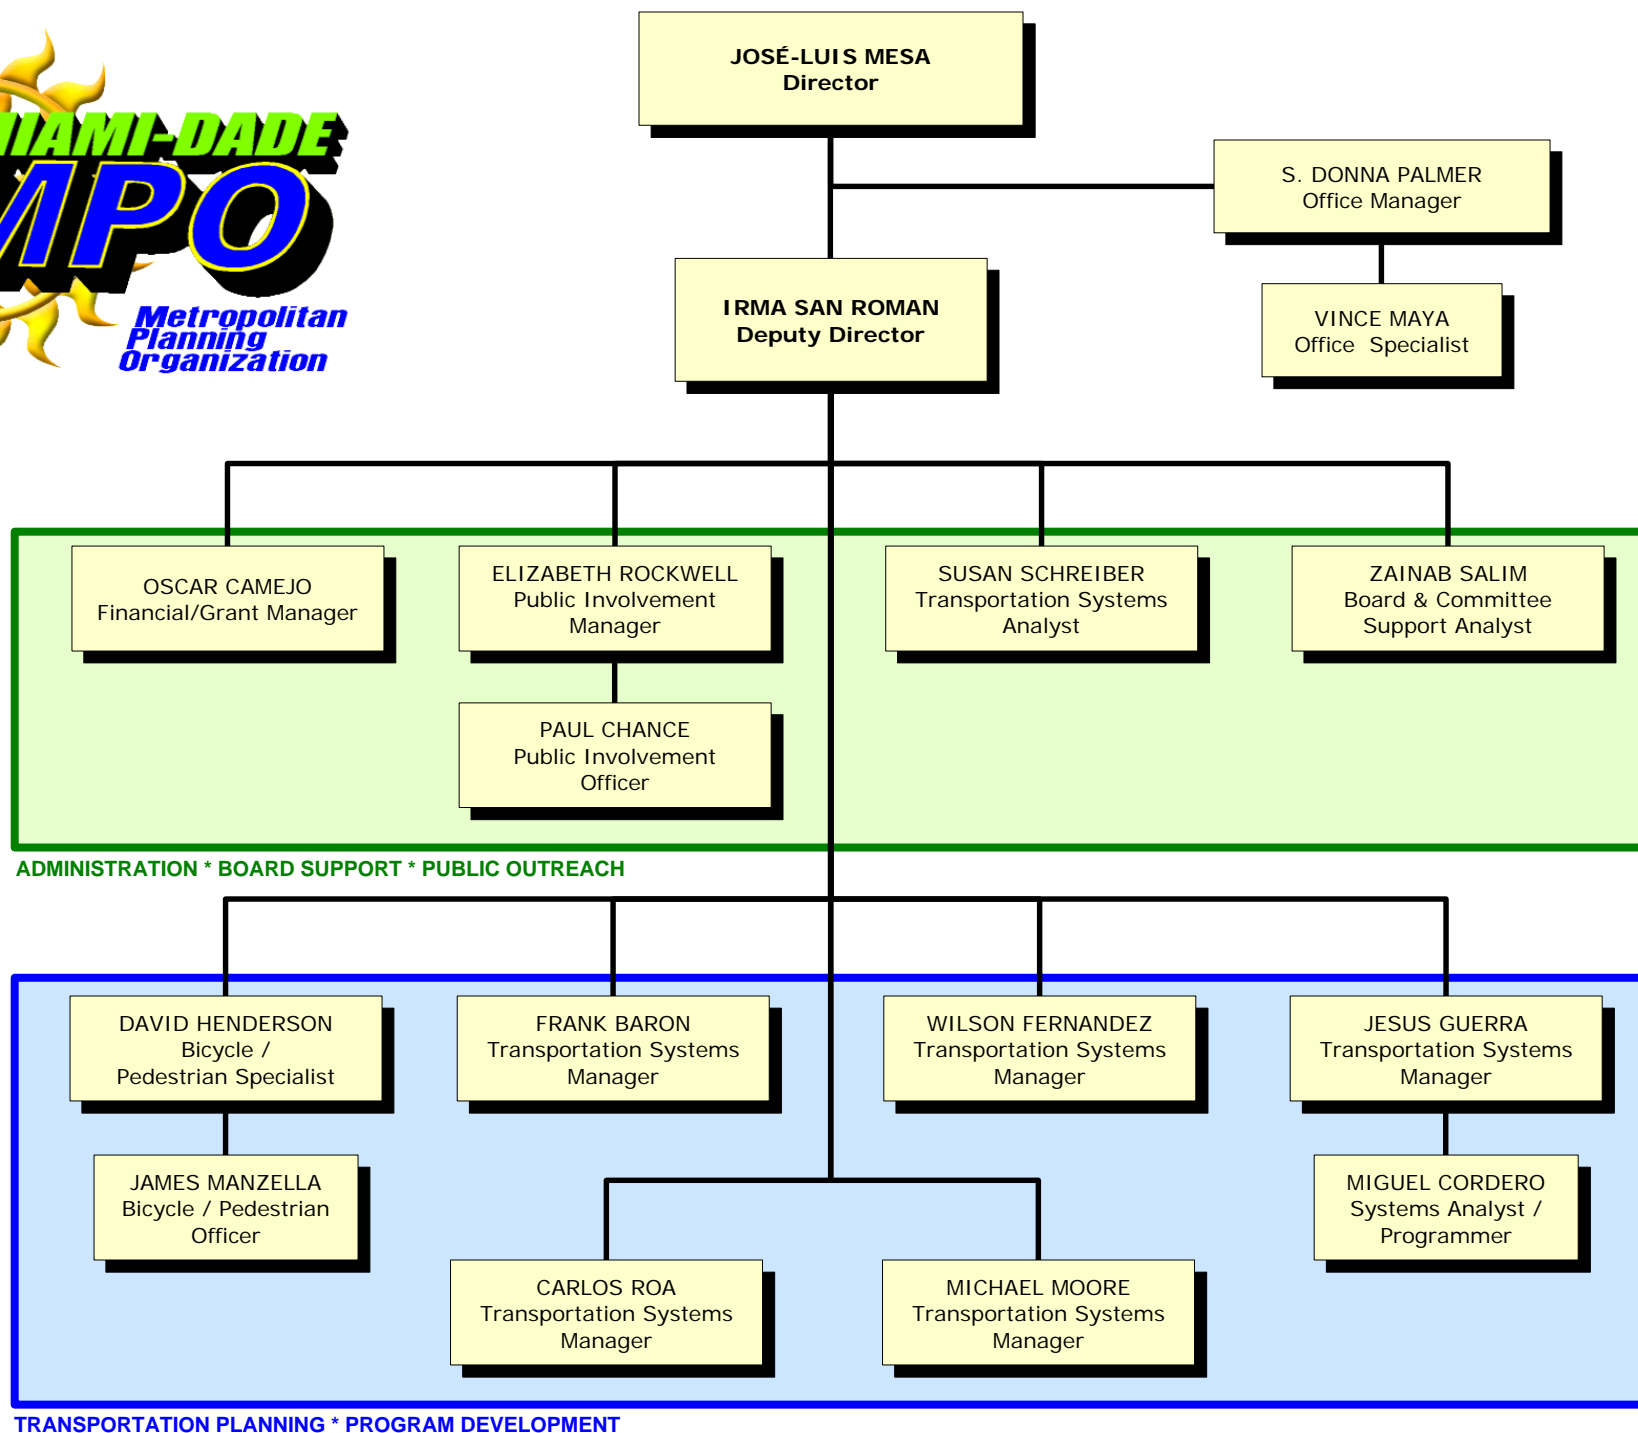 JOSÉ-LUIS MESA
Director
MIAMI-DADE
MPO
Metropolitan
Planning
Organization
S. DONNA PALMER
Office Manager
IRMA SAN ROMAN
Deputy Director
VINCE MAYA
Office Specialist
OSCAR CAMEJO
Financial/Grant Manager
ELIZABETH ROCKWELL
Public Involvement
Manager
SUSAN SCHREIBER
Transportation Systems
Analyst
ZAINAB SALIM
Board & Committee
Support Analyst
PAUL CHANCE
Public Involvement
Officer
ADMINISTRATION * BOARD SUPPORT * PUBLIC OUTREACH
DAVID HENDERSON
Bicycle /
Pedestrian Specialist
FRANK BARON
Transportation Systems
Manager
WILSON FERNANDEZ
Transportation Systems
Manager
JESUS GUERRA
Transportation Systems
Manager
JAMES MANZELLA
Bicycle / Pedestrian
Officer
MIGUEL CORDERO
Systems Analyst /
Programmer
CARLOS ROA
Transportation Systems
Manager
MICHAEL MOORE
Transportation Systems
Manager
TRANSPORTATION PLANNING * PROGRAM DEVELOPMENT